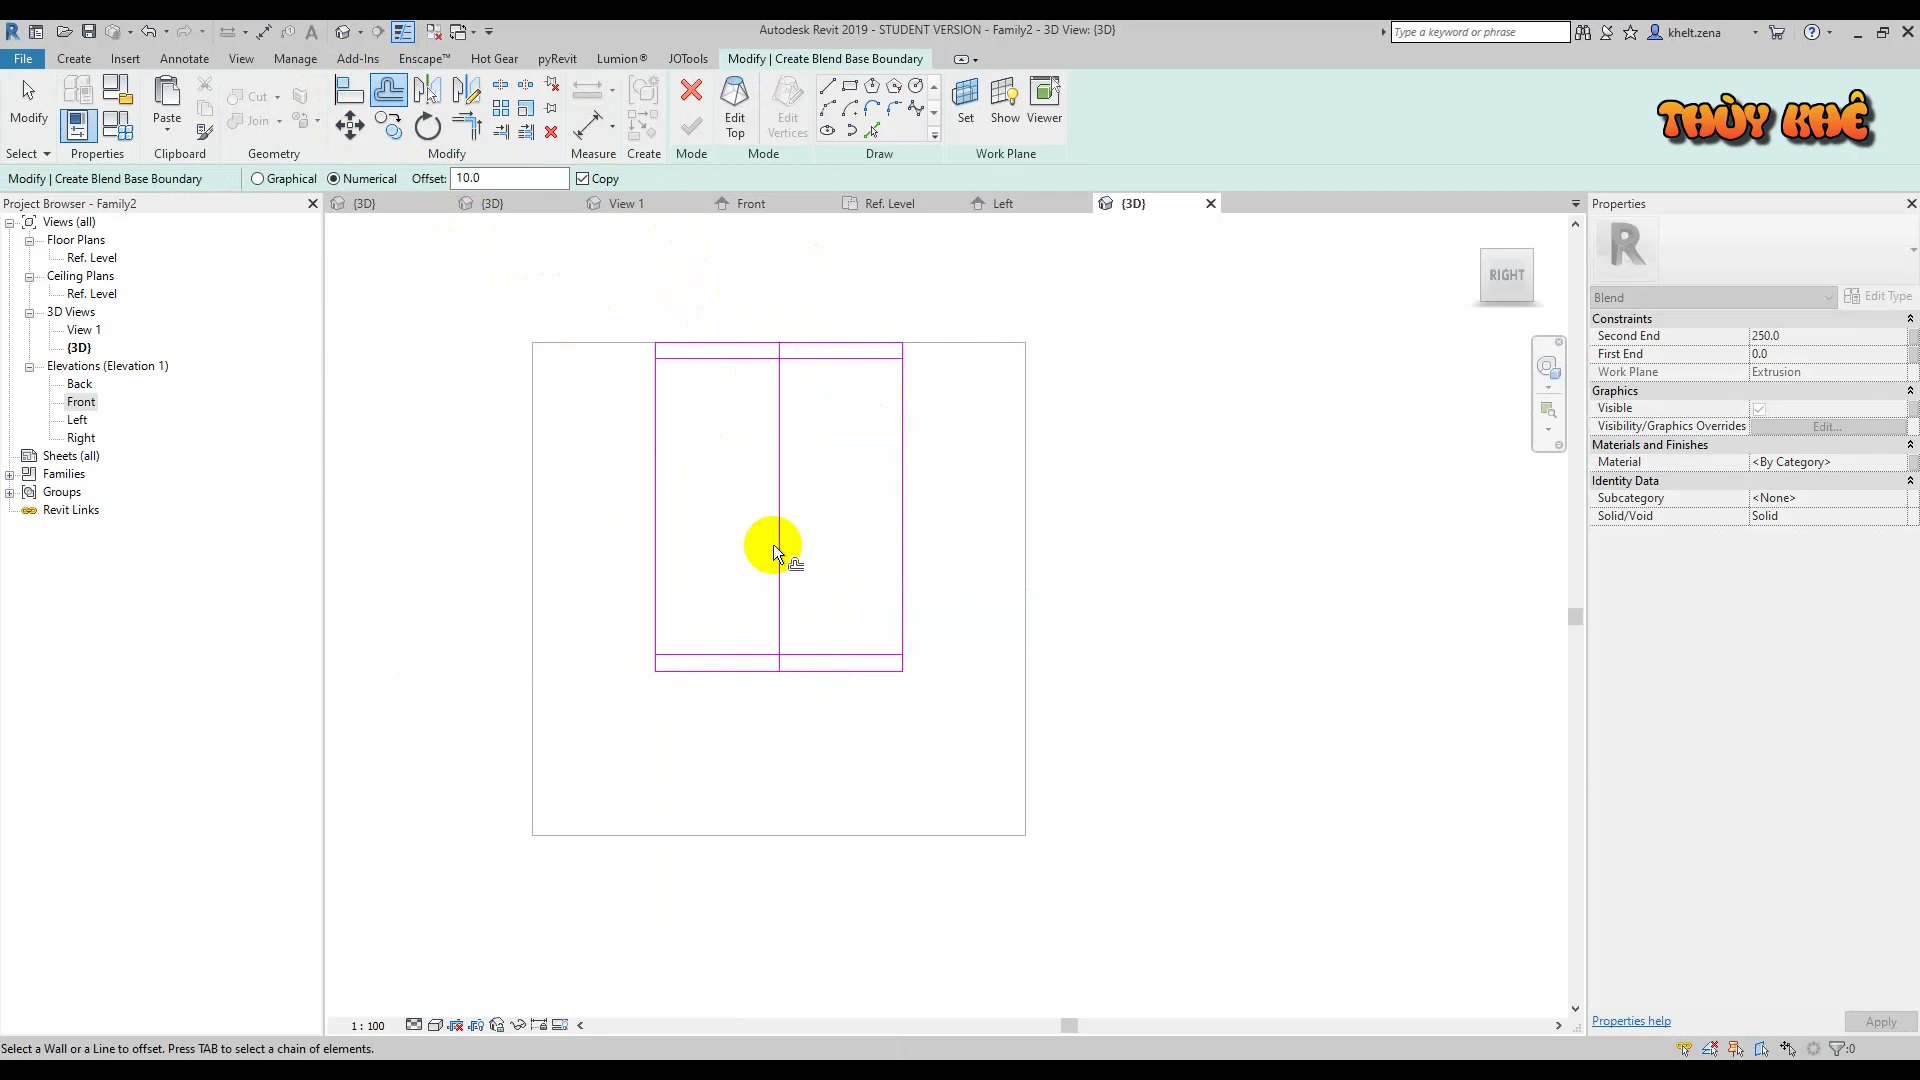 Autodesk Revit 2019 - STUDENT VERSION - Family2 - 3D View: {3D}
Type a keyword or phrase
khelt.zena
File Create Insert Annotate View Manage Add-Ins Enscape™ Hot Gear pyRevit Lumion® JOTools Modify | Create Blend Base Boundary
Modify
Paste
Cut
Join
Edit Top
Edit Vertices
Set
Show
Viewer
THÙY KHÊ
Select Properties Clipboard Geometry Modify Measure Create Mode Mode Draw Work Plane
Modify | Create Blend Base Boundary
Graphical Numerical Offset: 10.0 Copy
Project Browser - Family2
{3D} {3D} View 1 Front Ref. Level Left {3D}
Views (all)
Floor Plans
Ref. Level
Ceiling Plans
Ref. Level
3D Views
View 1
{3D}
Elevations (Elevation 1)
Back
Front
Left
Right
Sheets (all)
Families
Groups
Revit Links
RIGHT
Properties
R
Blend
Edit Type
Constraints
Second End 250.0
First End 0.0
Work Plane Extrusion
Graphics
Visible
Visibility/Graphics Overrides Edit...
Materials and Finishes
Material <By Category>
Identity Data
Subcategory <None>
Solid/Void Solid
Properties help
Apply
1 : 100
Select a Wall or a Line to offset. Press TAB to select a chain of elements.
:0